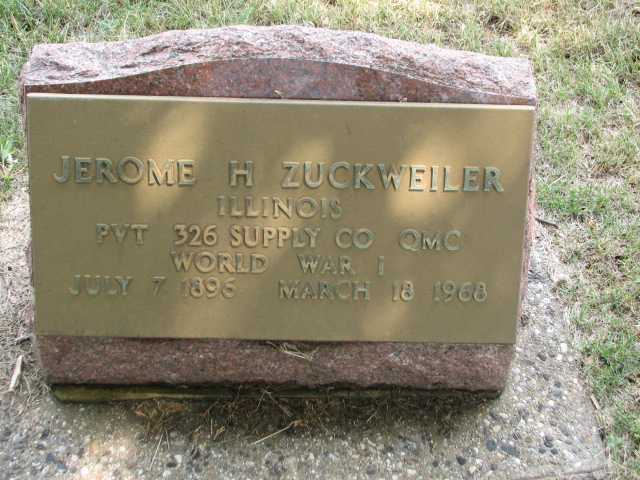 JEROME H ZUCKWEILER
ILLINOIS
PVT 326 SUPPLY CO QMC
WORLD WAR I
JULY 7 1896 MARCH 18 1968